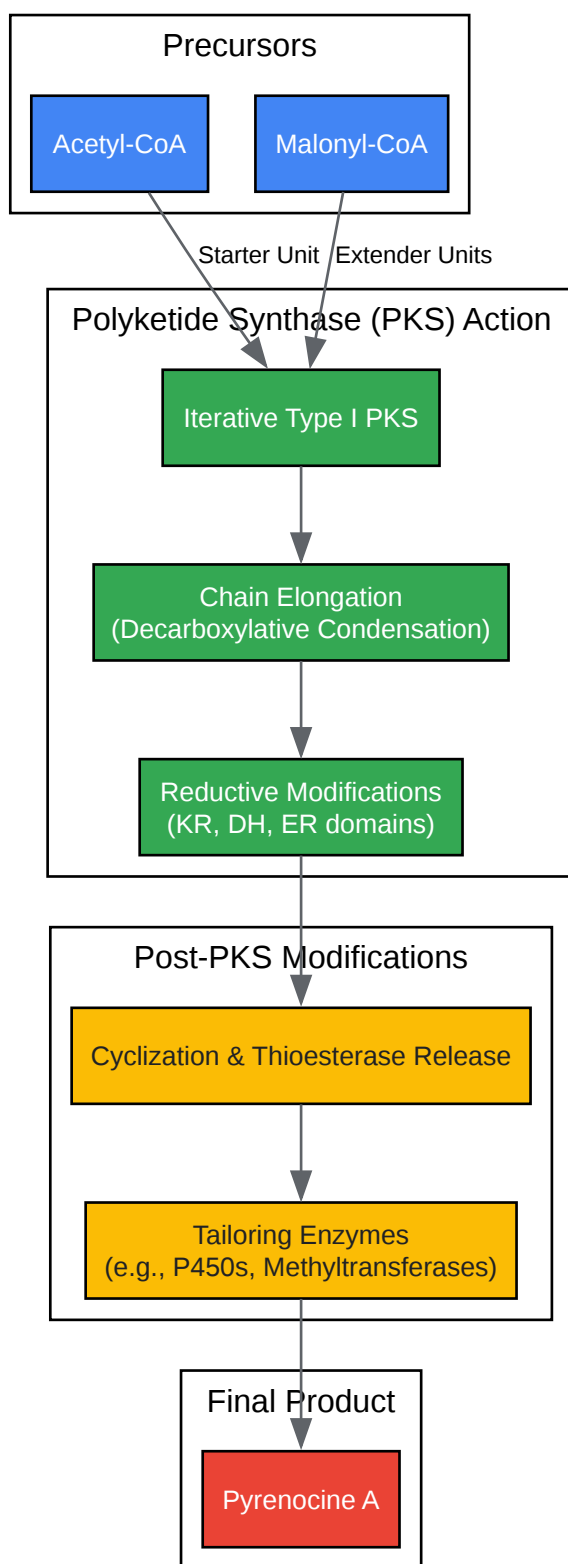 Precursors
Acetyl-CoA
Malonyl-CoA
Starter Unit
Extender Units
Polyketide Synthase (PKS) Action
Iterative Type I PKS
Chain Elongation
(Decarboxylative Condensation)
Reductive Modifications
(KR, DH, ER domains)
Post-PKS Modifications
Cyclization & Thioesterase Release
Tailoring Enzymes
(e.g., P450s, Methyltransferases)
Final Product
Pyrenocine A